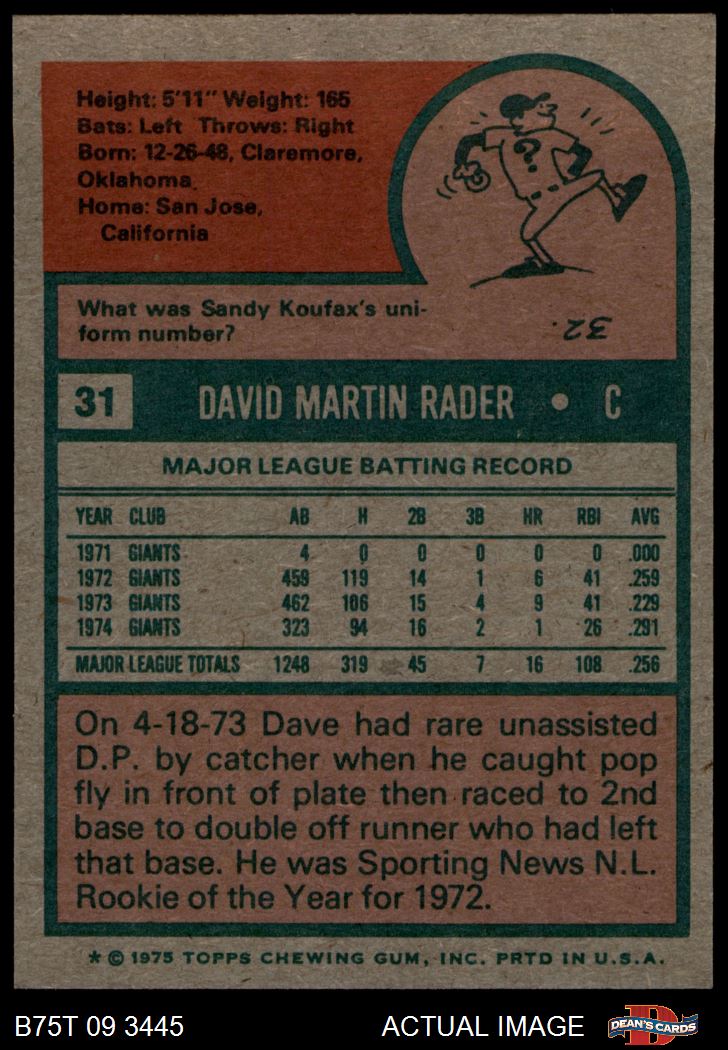 Height: 5'11" Weight: 165
Bats: Left Throws: Right
Born: 12-26-48, Claremore,
Oklahoma
Home: San Jose,
California
?
What was Sandy Koufax's uni-
form number?
32.
31 DAVID MARTIN RADER • C
MAJOR LEAGUE BATTING RECORD
YEAR CLUB AB H 2B 3B HR RBI AVG
1971 GIANTS 4 0 0 0 0 0 .000
1972 GIANTS 459 119 14 1 6 41 .259
1973 GIANTS 462 106 15 4 9 41 .229
1974 GIANTS 323 94 16 2 1 26 .291
MAJOR LEAGUE TOTALS 1248 319 45 7 16 108 .256
On 4-18-73 Dave had rare unassisted
D.P. by catcher when he caught pop
fly in front of plate then raced to 2nd
base to double off runner who had left
that base. He was Sporting News N.L.
Rookie of the Year for 1972.
* © 1975 TOPPS CHEWING GUM, INC. PRTD IN U.S.A.
B75T 09 3445 ACTUAL IMAGE D DEAN'S CARDS